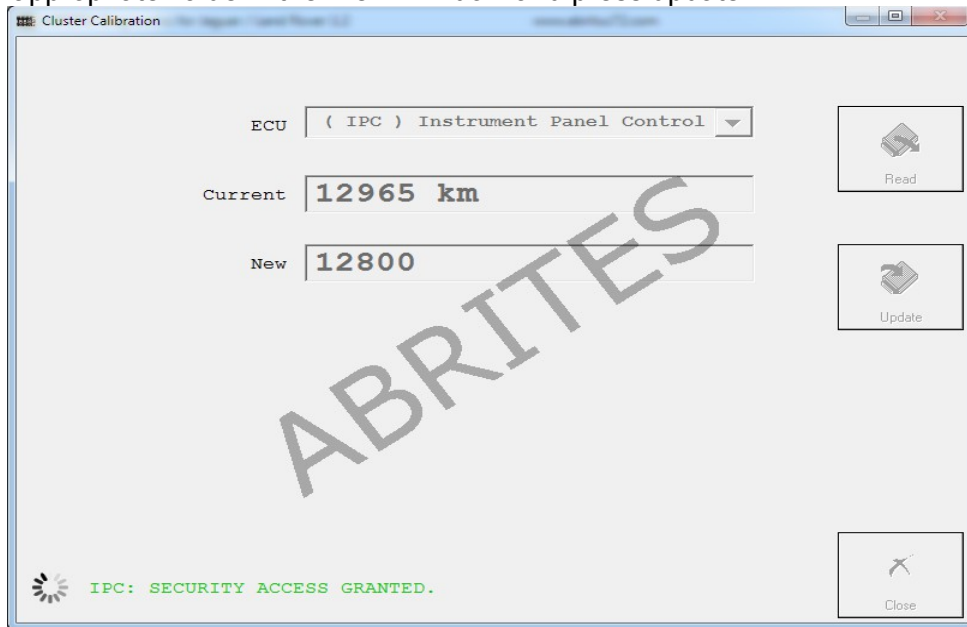 Cluster Calibration
ECU
( IPC ) Instrument Panel Control
Read
Current
12965 km
New
12800
Update
ABRITES
IPC: SECURITY ACCESS GRANTED.
Close